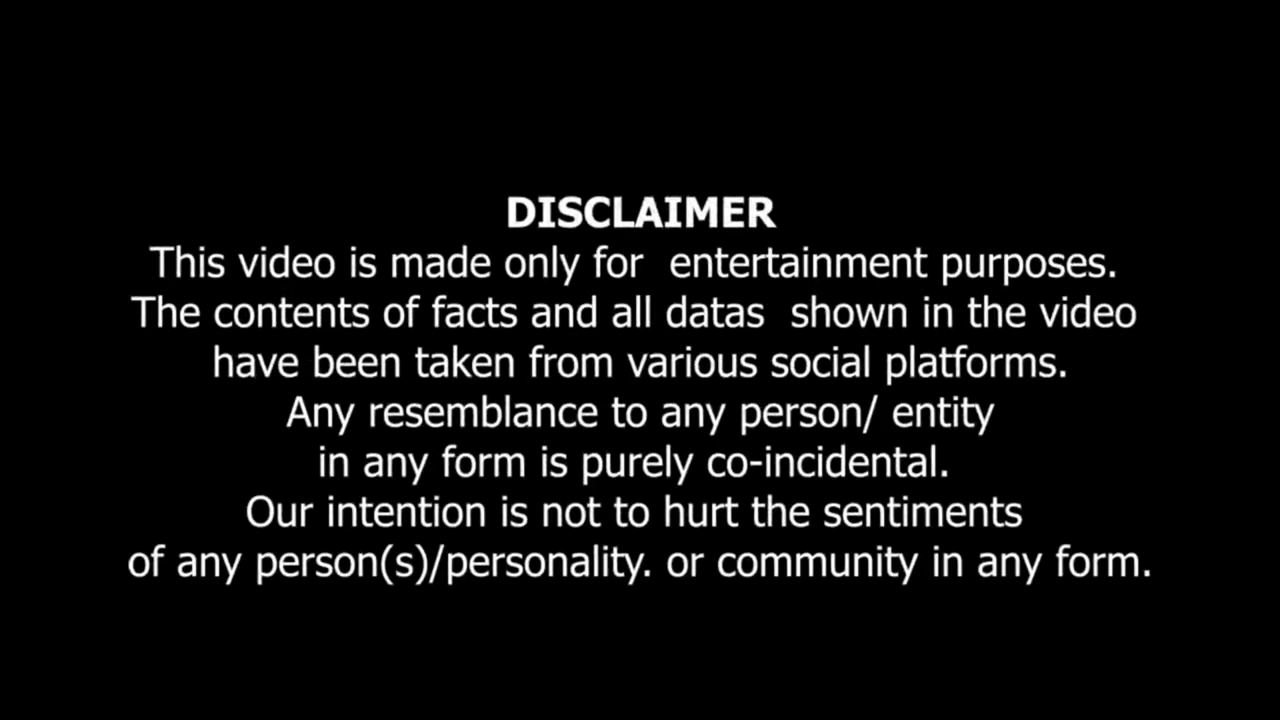 DISCLAIMER
This video is made only for  entertainment purposes.
The contents of facts and all datas  shown in the video
have been taken from various social platforms.
Any resemblance to any person/ entity
in any form is purely co-incidental.
Our intention is not to hurt the sentiments
of any person(s)/personality. or community in any form.